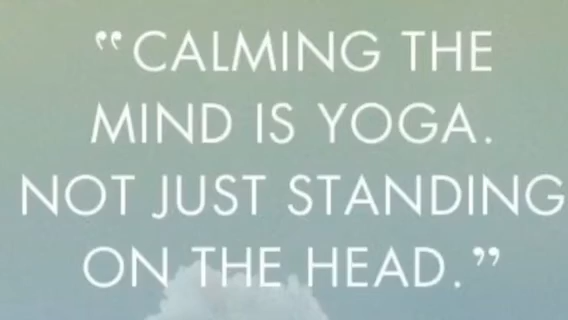 “CALMING THE
MIND IS YOGA.
NOT JUST STANDING
ON THE HEAD.”